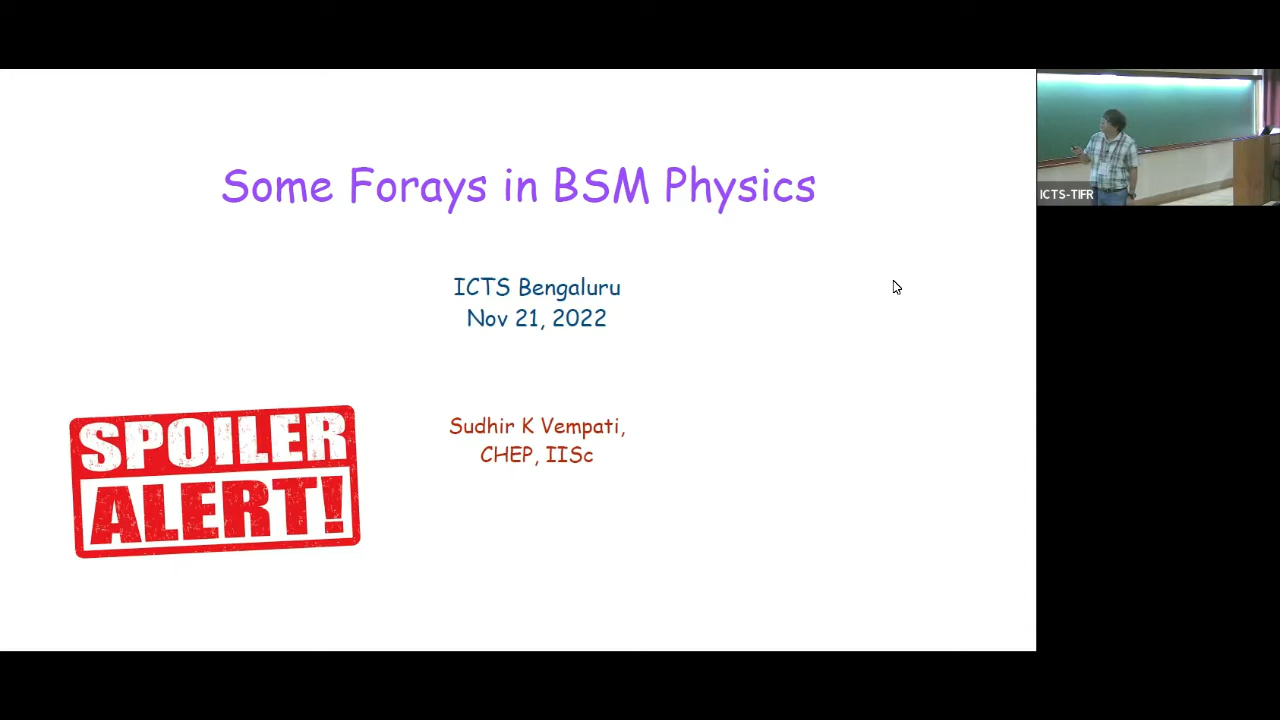 Some Forays in BSM Physics
ICTS Bengaluru
Nov 21, 2022
SPOILER
ALERT!
Sudhir K Vempati,
CHEP, IISc
ICTS-TIFR